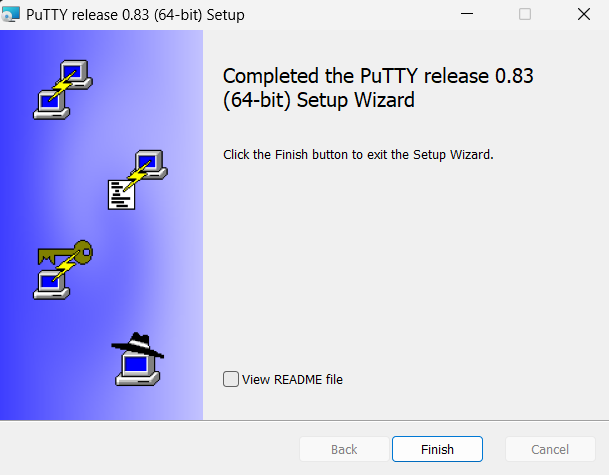 PuTTY release 0.83 (64-bit) Setup
Completed the PuTTY release 0.83
(64-bit) Setup Wizard
Click the Finish button to exit the Setup Wizard.
View README file
Back
Finish
Cancel